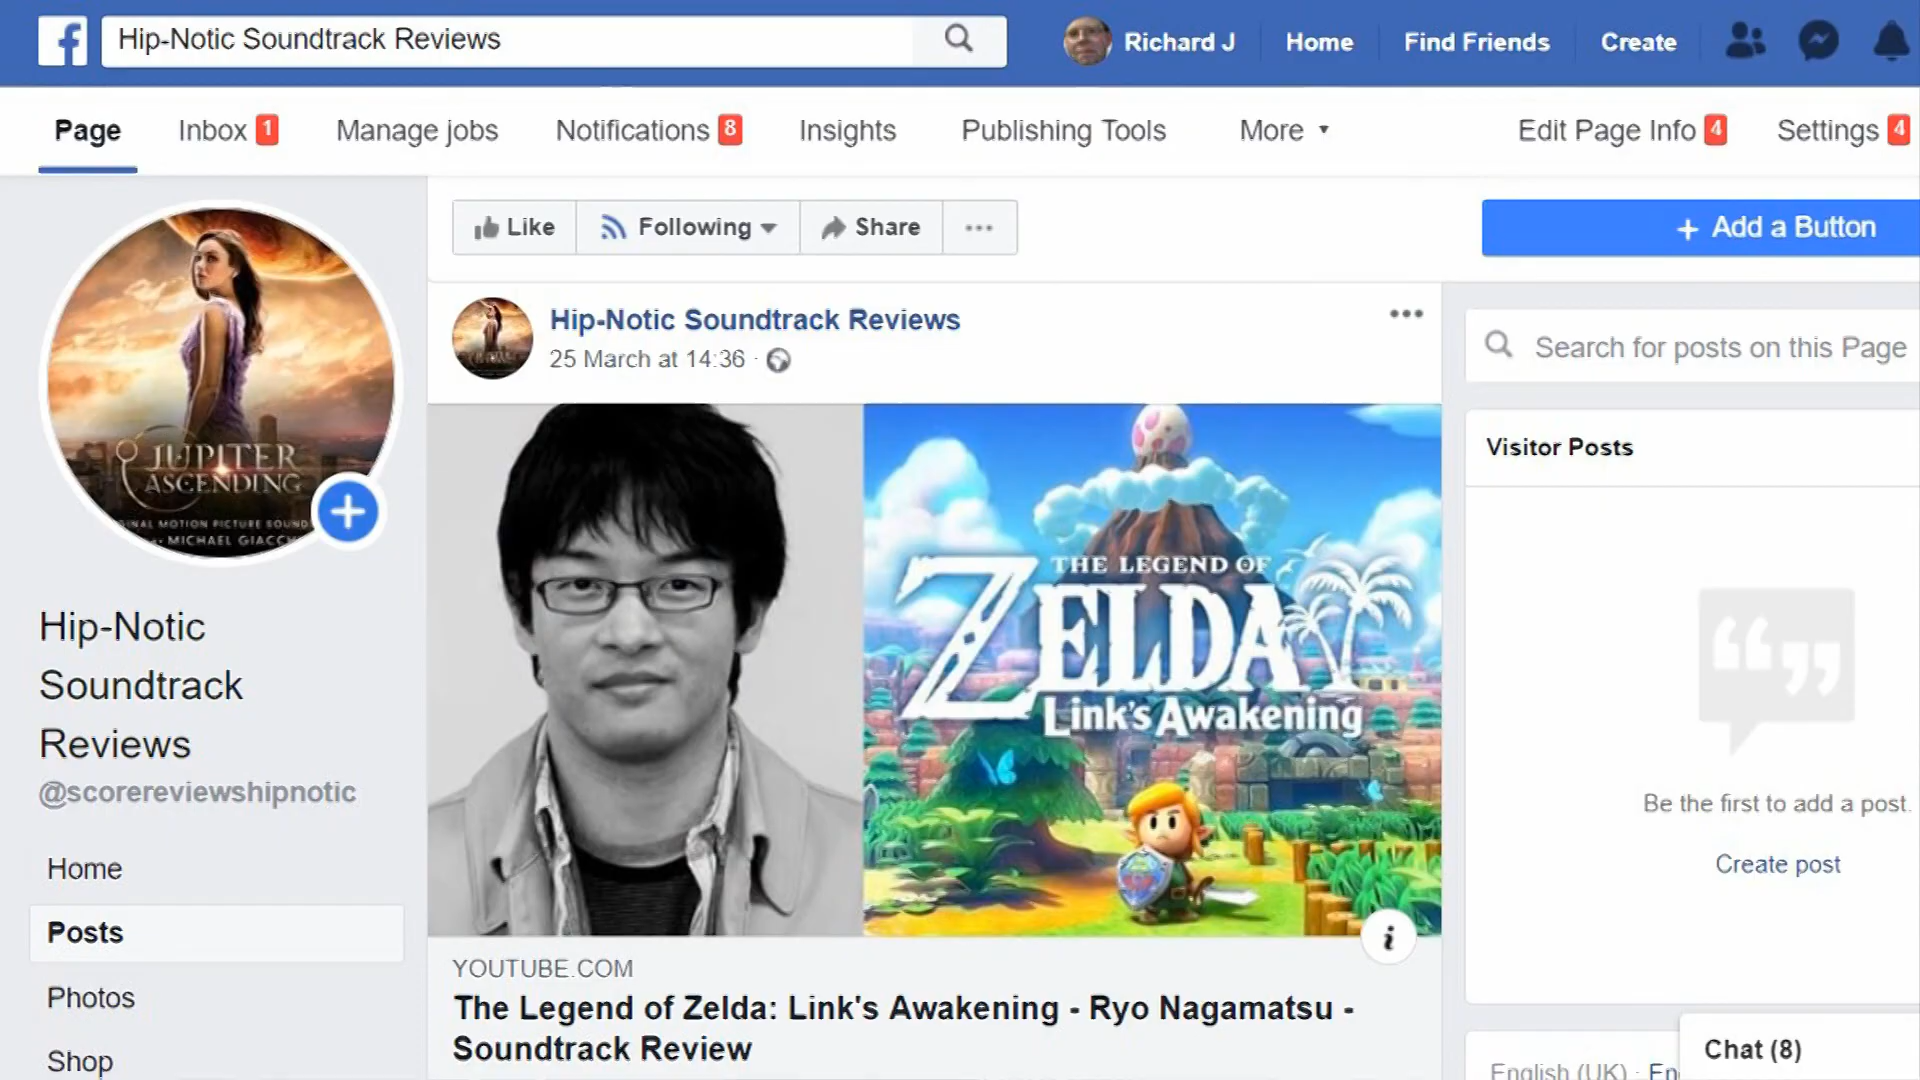 Hip-Notic Soundtrack Reviews
Richard J
Home
Find Friends
Create
Page
Inbox 1
Manage jobs
Notifications 8
Insights
Publishing Tools
More
Edit Page Info 4
Settings 4
Like
Following
Share
+ Add a Button
JUPITER
ASCENDING
MOTION PICTURE SOUND
MICHAEL
Hip-Notic
Soundtrack
Reviews
@scorereviewshipnotic
Home
Posts
Photos
Shop
Hip-Notic Soundtrack Reviews
25 March at 14:36
THE LEGEND OF
ZELDA
Link's Awakening
YOUTUBE.COM
The Legend of Zelda: Link's Awakening - Ryo Nagamatsu -
Soundtrack Review
Search for posts on this Page
Visitor Posts
Be the first to add a post.
Create post
English (UK) ·
Chat (8)